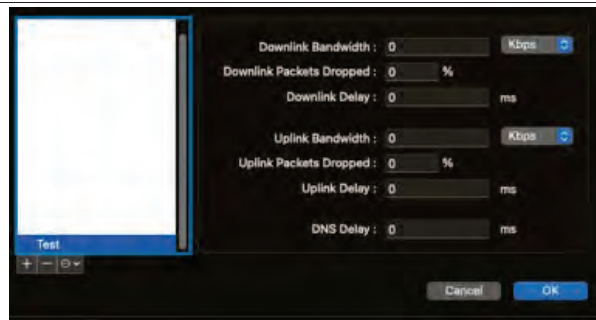 Downlink Bandwidth : 0 Kbps
Downlink Packets Dropped : 0 %
Downlink Delay : 0 ms
Uplink Bandwidth : 0 Kbps
Uplink Packets Dropped : 0 %
Uplink Delay : 0 ms
DNS Delay : 0 ms
Test
+ −
Cancel OK